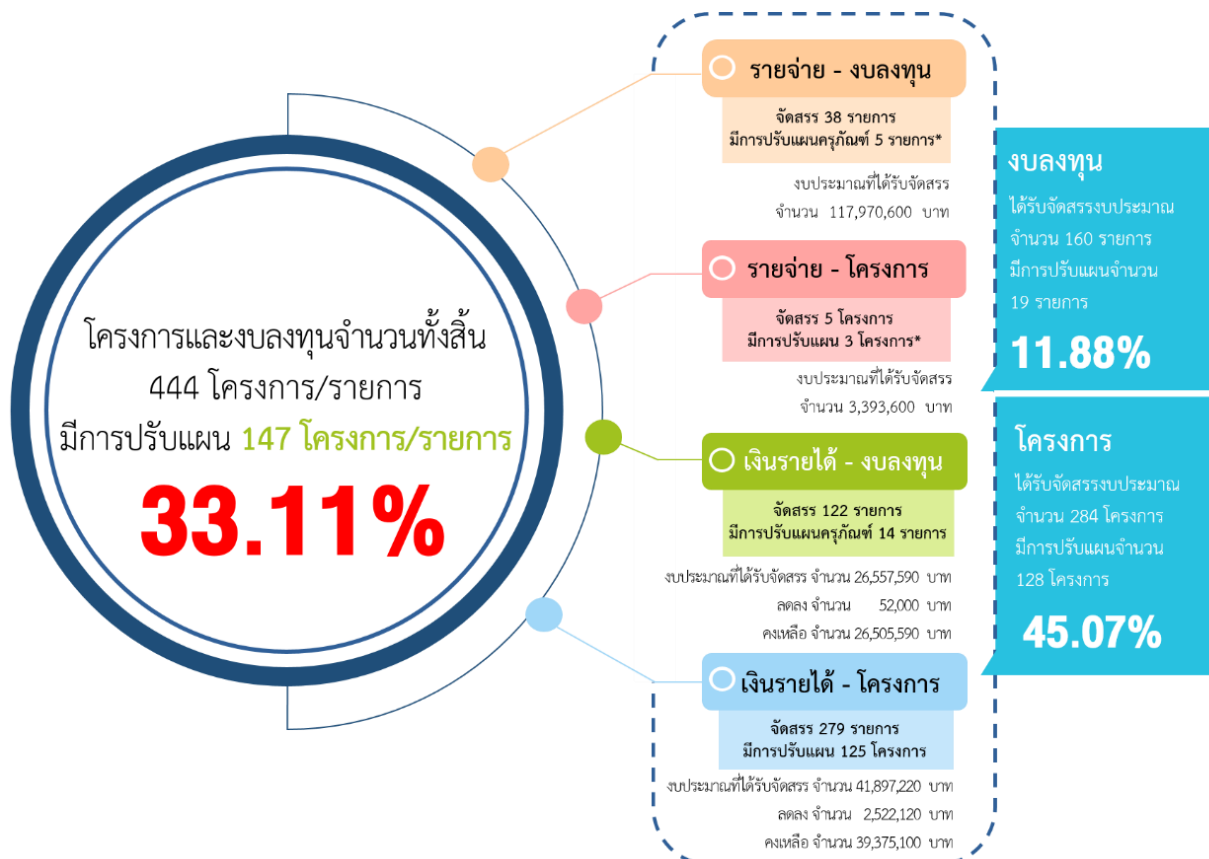 โครงการและงบลงทุนจำนวนทั้งสิ้น
444 โครงการ/รายการ
มีการปรับแผน 147 โครงการ/รายการ
33.11%
รายจ่าย - งบลงทุน
จัดสรร 38 รายการ
มีการปรับแผนครุภัณฑ์ 5 รายการ*
งบประมาณที่ได้รับจัดสรร
จำนวน 117,970,600 บาท
รายจ่าย - โครงการ
จัดสรร 5 โครงการ
มีการปรับแผน 3 โครงการ*
งบประมาณที่ได้รับจัดสรร
จำนวน 3,393,600 บาท
เงินรายได้ - งบลงทุน
จัดสรร 122 รายการ
มีการปรับแผนครุภัณฑ์ 14 รายการ
งบประมาณที่ได้รับจัดสรร จำนวน 26,557,590 บาท
ลดลง จำนวน 52,000 บาท
คงเหลือ จำนวน 26,505,590 บาท
เงินรายได้ - โครงการ
จัดสรร 279 รายการ
มีการปรับแผน 125 โครงการ
งบประมาณที่ได้รับจัดสรร จำนวน 41,897,220 บาท
ลดลง จำนวน 2,522,120 บาท
คงเหลือ จำนวน 39,375,100 บาท
งบลงทุน
ได้รับจัดสรรงบประมาณ
จำนวน 160 รายการ
มีการปรับแผนจำนวน
19 รายการ
11.88%
โครงการ
ได้รับจัดสรรงบประมาณ
จำนวน 284 โครงการ
มีการปรับแผนจำนวน
128 โครงการ
45.07%